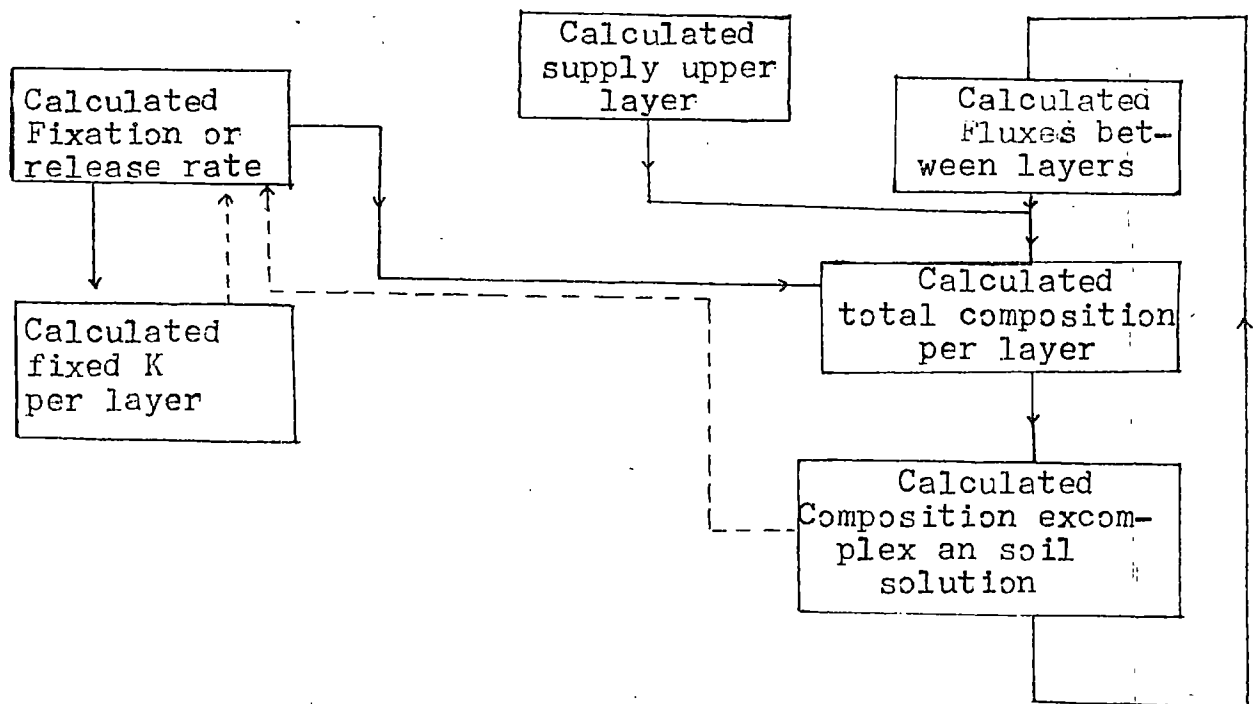 Calculated
supply upper
layer
Calculated
Fixation or
release rate
Calculated
Fluxes bet-
ween layers
Calculated
fixed K
per layer
Calculated
total composition
per layer
Calculated
Composition excom-
plex an soil
solution